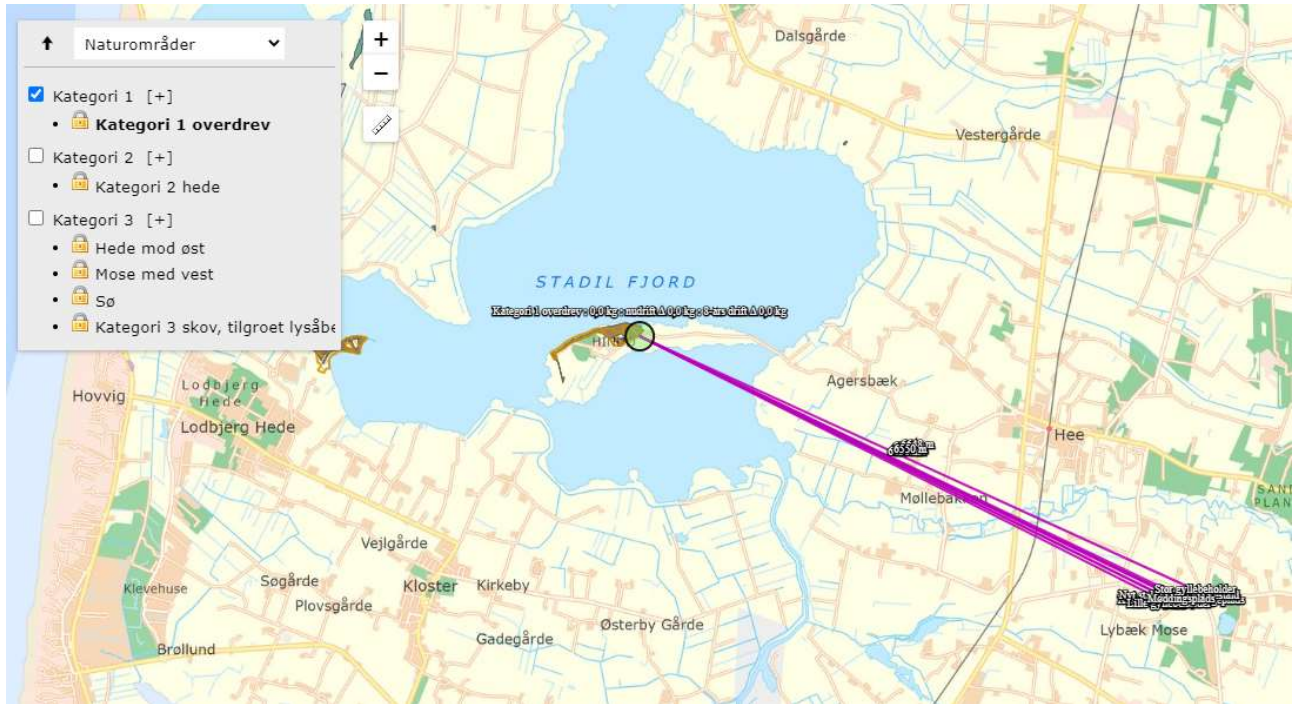 Naturområder
Kategori 1 [+]
Kategori 1 overdrev
Kategori 2 [+]
Kategori 2 hede
Kategori 3 [+]
Hede mod øst
Mose med vest
Sø
Kategori 3 skov, tilgroet lysåbe
+
−
Dalsgårde
Vestergårde
STADIL FJORD
Kategori 1 overdrev : 0,0 kg - nudrift Δ 0,0 kg - 8-års drift Δ 0,0 kg
Hovvig
Lodbjerg
Hede
Lodbjerg Hede
Agersbæk
Hee
SAN
PLAN
Vejlgårde
Klevehuse
Søgårde
Plovsgårde
Kloster
Kirkeby
Gadegårde
Østerby Gårde
Brøllund
Stor gyllebeholder
Møddingsplads
Lybæk Mose